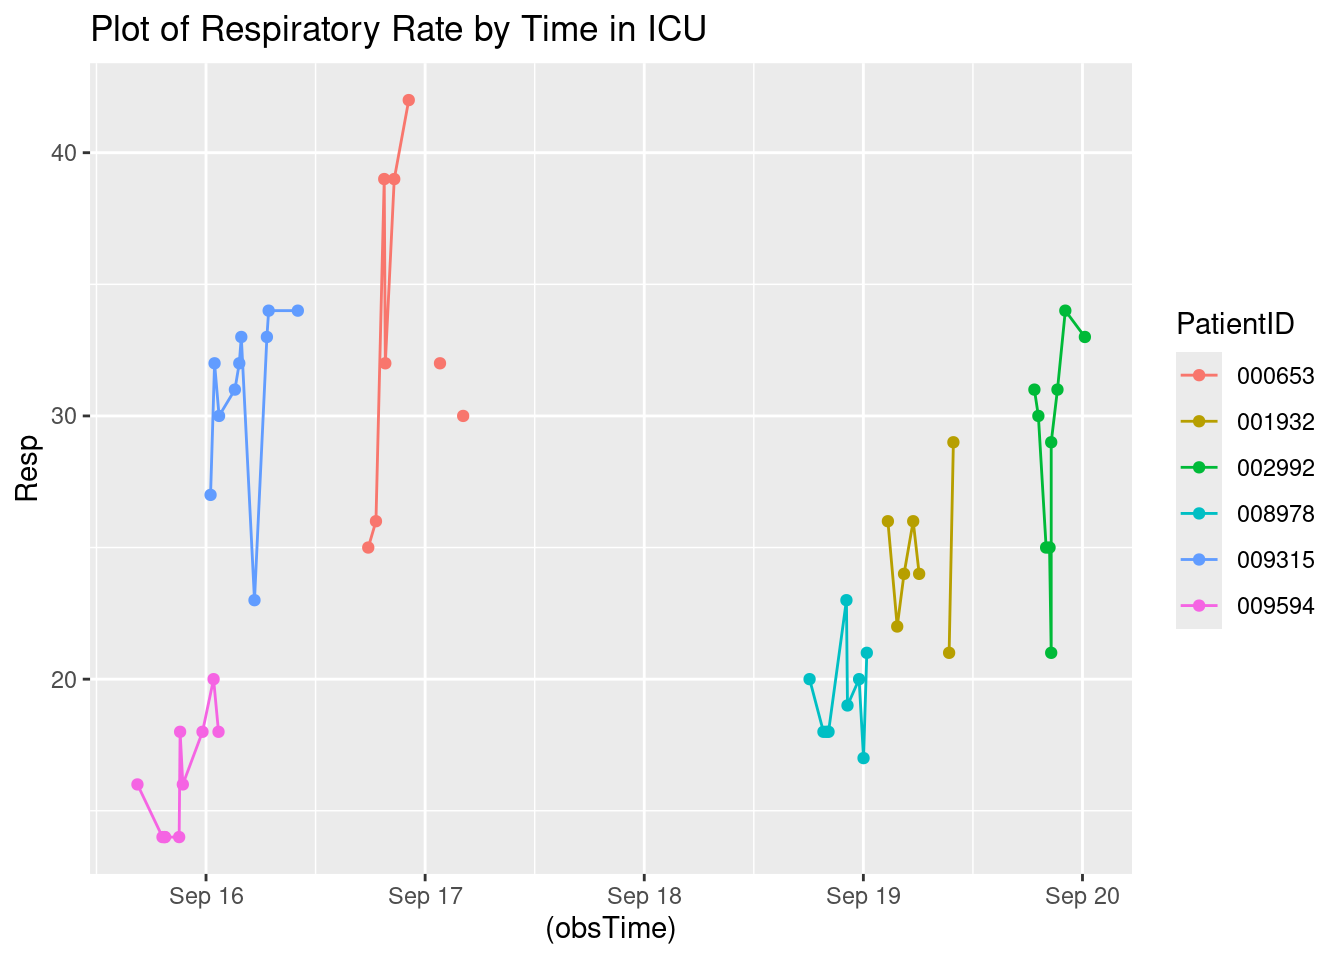 Plot of Respiratory Rate by Time in ICU
40
30
20
Resp
Sep 16
Sep 17
Sep 18
Sep 19
Sep 20
(obsTime)
PatientID
000653
001932
002992
008978
009315
009594